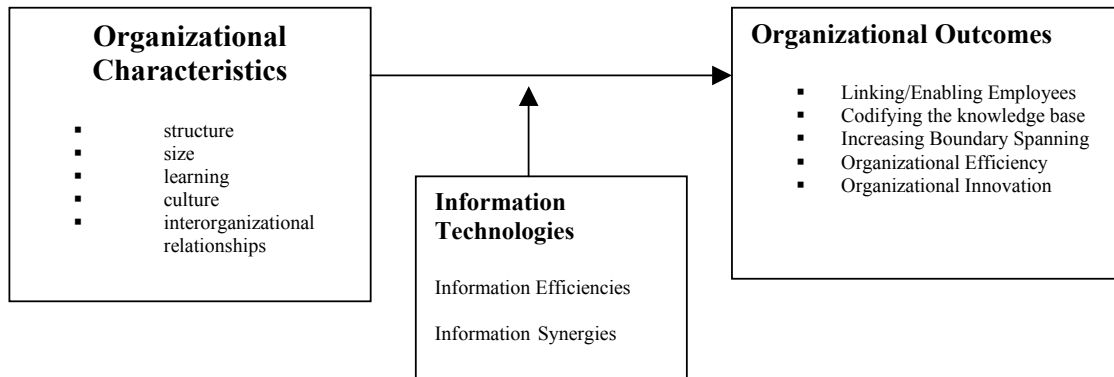 Organizational
Characteristics
▪ structure
▪ size
▪ learning
▪ culture
▪ interorganizational
relationships
Information
Technologies
Information Efficiencies
Information Synergies
Organizational Outcomes
▪ Linking/Enabling Employees
▪ Codifying the knowledge base
▪ Increasing Boundary Spanning
▪ Organizational Efficiency
▪ Organizational Innovation